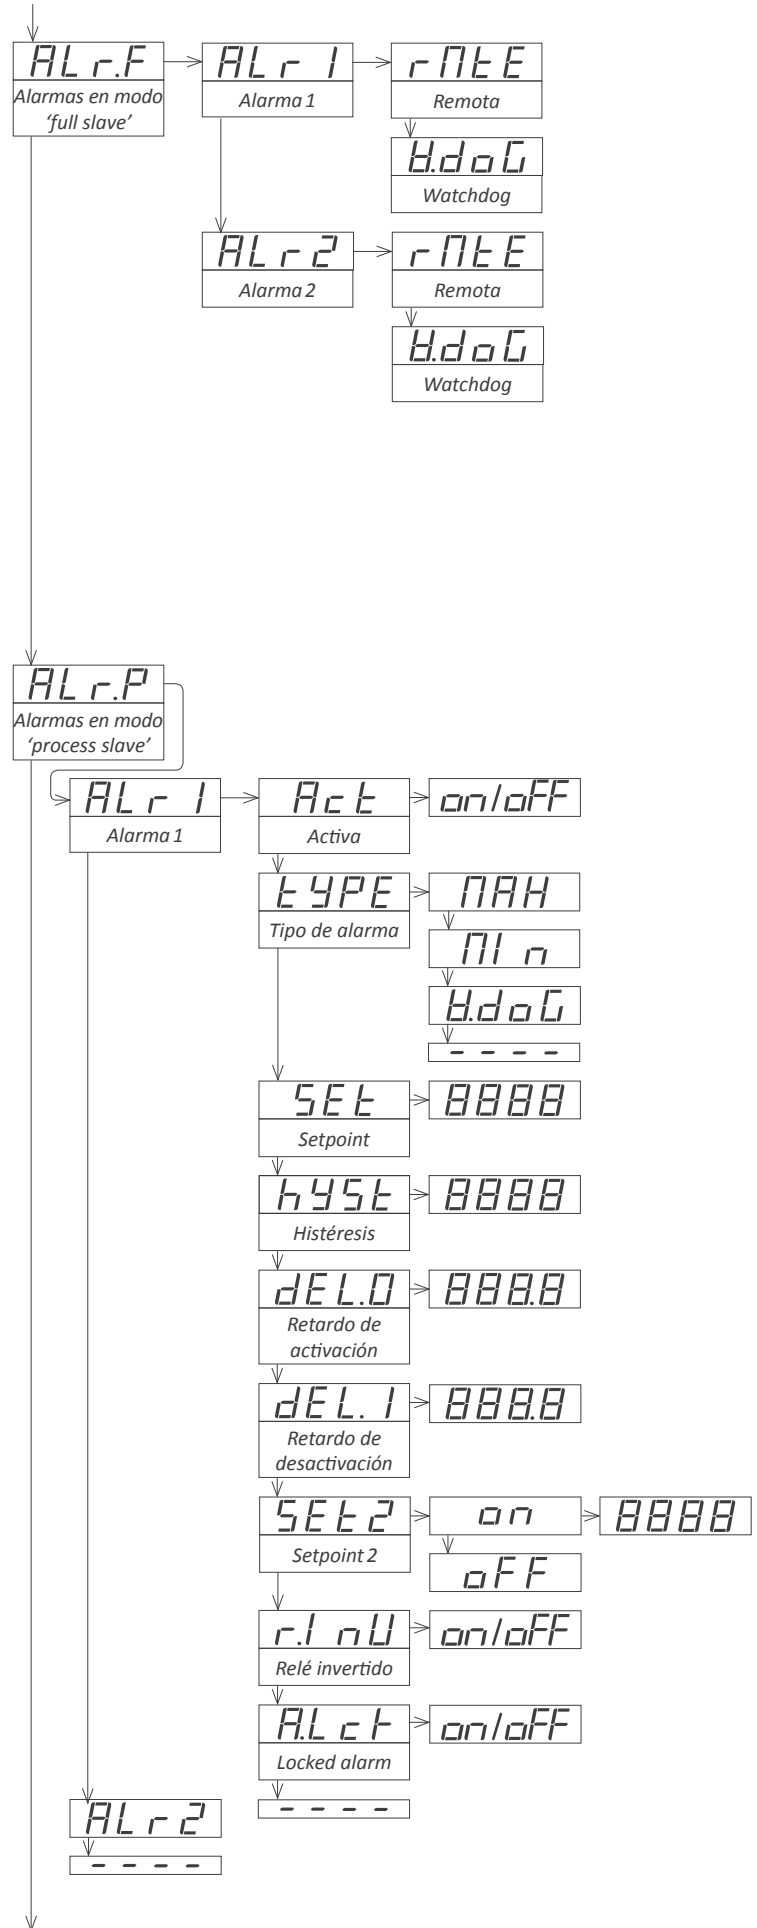 ALr.F
Alarmas en modo
‘full slave’
ALr1
Alarma 1
rMtE
Remota
W.doG
Watchdog
ALr2
Alarma 2
rMtE
Remota
W.doG
Watchdog
ALr.P
Alarmas en modo
‘process slave’
ALr1
Alarma 1
Act
Activa
on/oFF
tYPE
Tipo de alarma
MAX
MIn
W.doG
----
SEt
Setpoint
8888
hYSt
Histéresis
8888
dEL.0
Retardo de
activación
888.8
dEL.1
Retardo de
desactivación
888.8
SEt2
Setpoint 2
on
8888
oFF
r.InV
Relé invertido
on/oFF
A.Lck
Locked alarm
on/oFF
----
ALr2
----